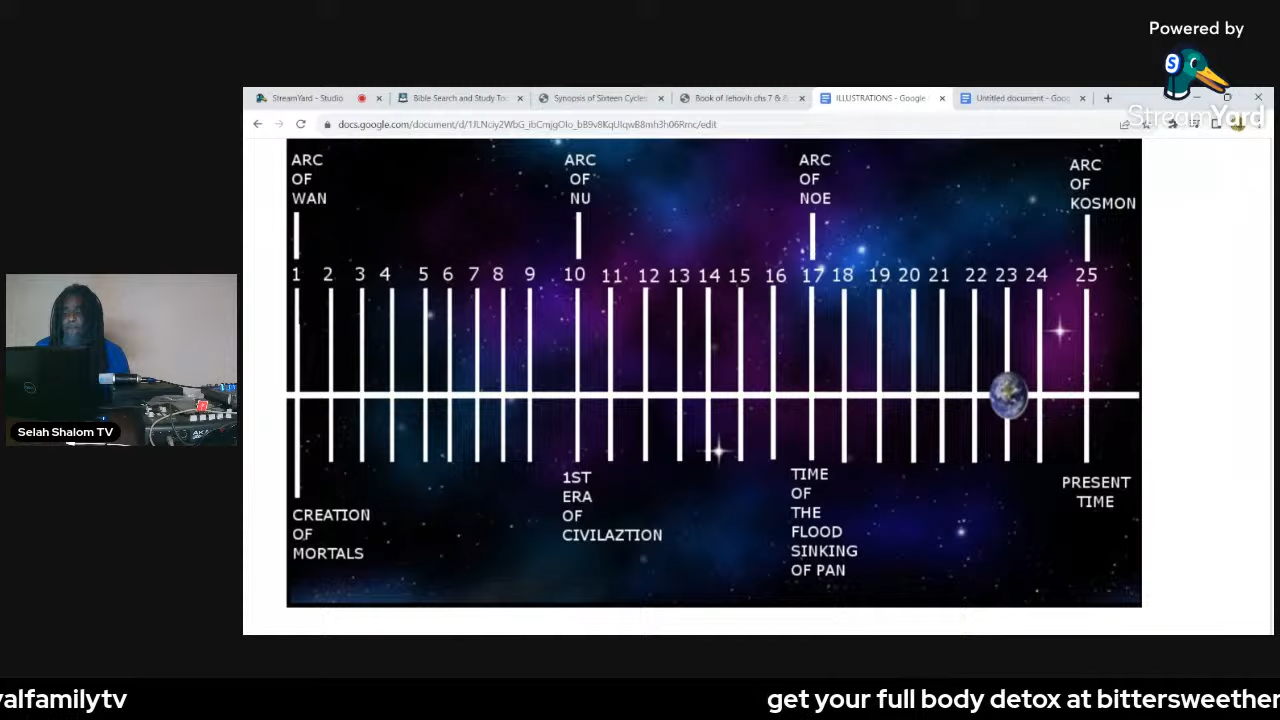 Powered by
StreamYard
StreamYard - Studio
Bible Search and Study To
Synopsis of Sixteen Cycles
Book of Jehovih chs 7 & 8
ILLUSTRATIONS - Google
Untitled document - Goog
ARC
OF
WAN
ARC
OF
NU
ARC
OF
NOE
ARC
OF
KOSMON
1 2 3 4 5 6 7 8 9 10 11 12 13 14 15 16 17 18 19 20 21 22 23 24 25
CREATION
OF
MORTALS
1ST
ERA
OF
CIVILAZTION
TIME
OF
THE
FLOOD
SINKING
OF PAN
PRESENT
TIME
Selah Shalom TV
valfamilytv
get your full body detox at bittersweether